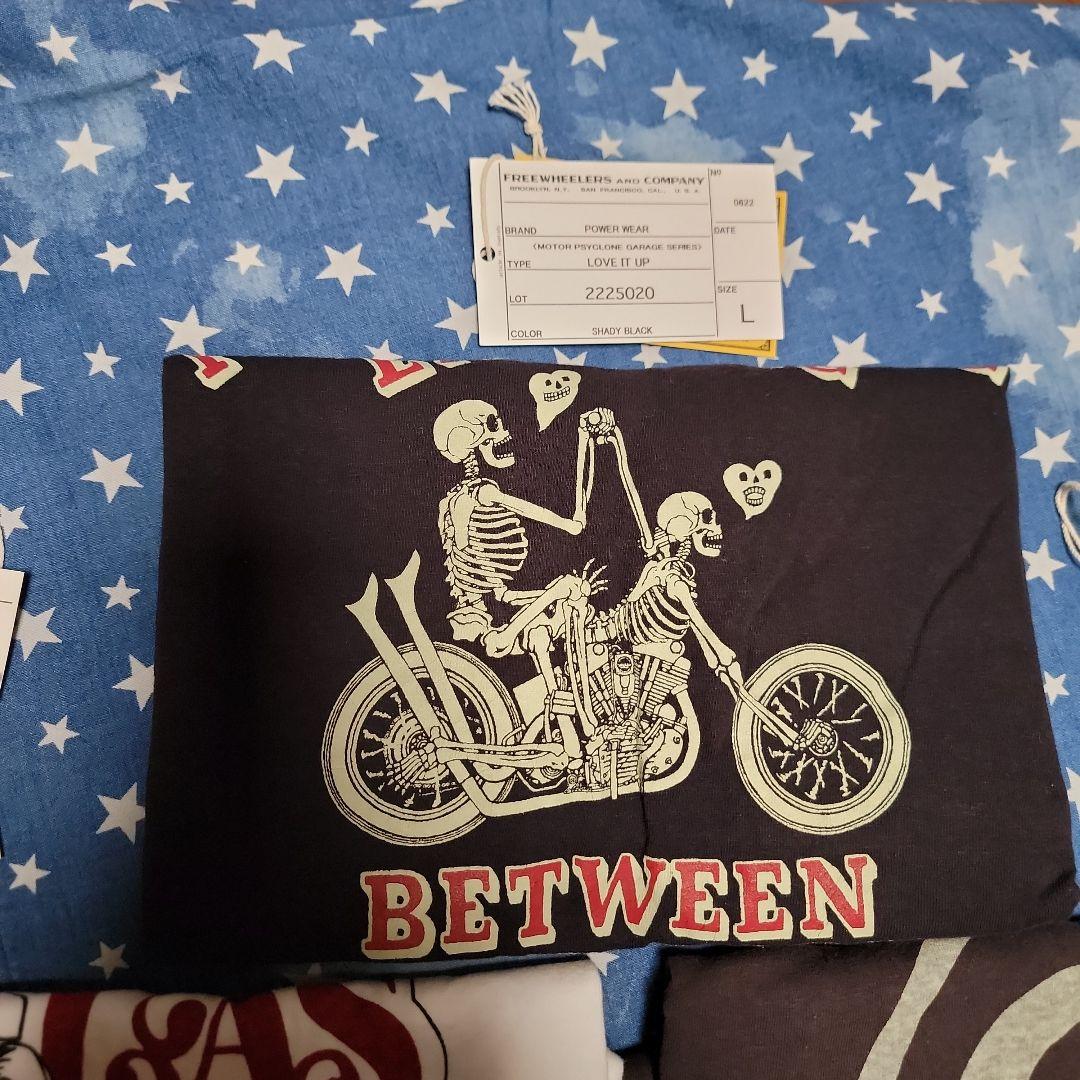 FREEWHEELERS AND COMPANY
BROOKLYN, N.Y. SAN FRANCISCO, CAL., U.S.A.
Nº
0622
BRAND POWER WEAR
DATE
(MOTOR PSYCLONE GARAGE SERIES)
TYPE LOVE IT UP
LOT 2225020
SIZE
L
COLOR SHADY BLACK
BETWEEN
&AS